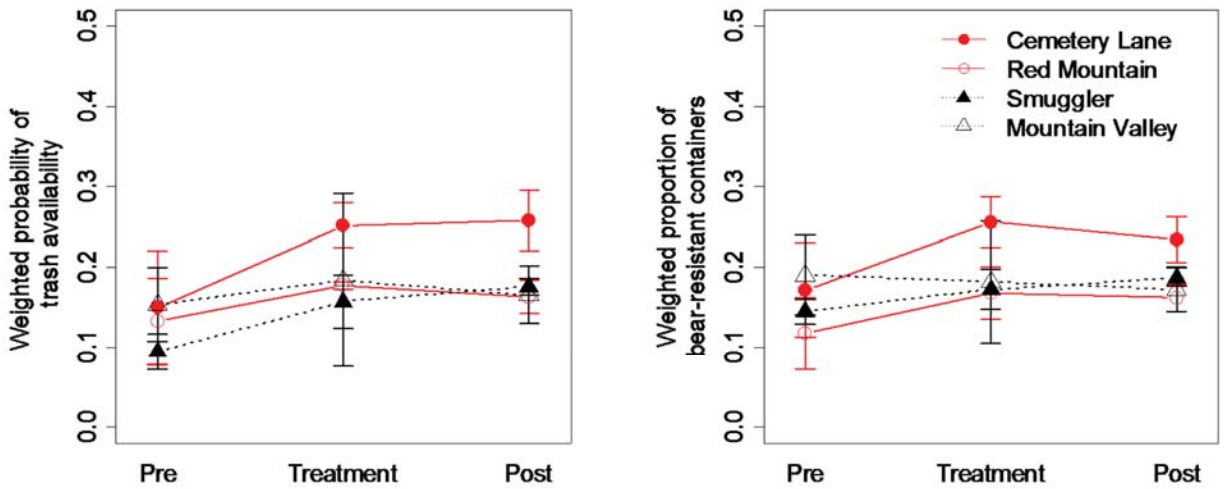 Weighted probability of
trash availability
0.5
0.4
0.3
0.2
0.1
0.0
Pre Treatment Post
Weighted proportion of
bear-resistant containers
0.5
0.4
0.3
0.2
0.1
0.0
Cemetery Lane
Red Mountain
Smuggler
Mountain Valley
Pre Treatment Post